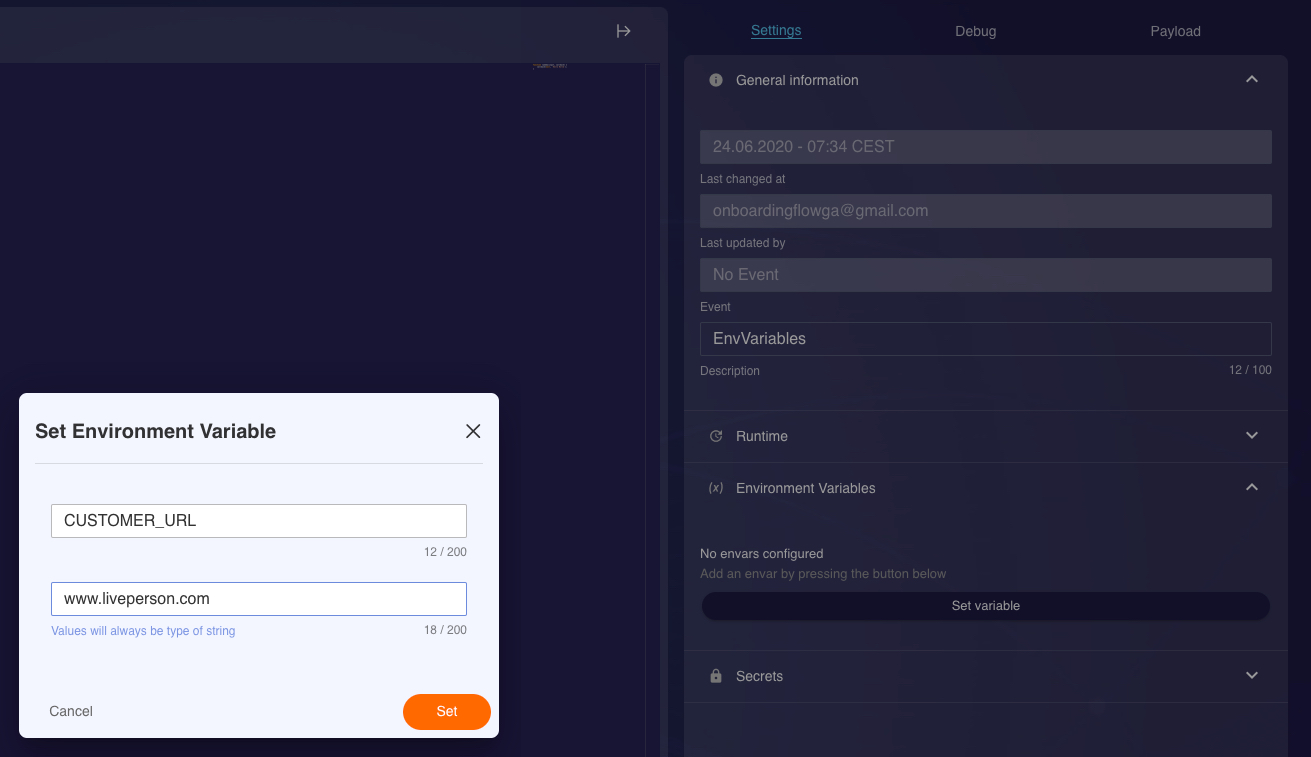 Settings
Debug
Payload
General information
24.06.2020 - 07:34 CEST
Last changed at
onboardingflowga@gmail.com
Last updated by
No Event
Event
EnvVariables
Description
12 / 100
Runtime
(x) Environment Variables
No envars configured
Add an envar by pressing the button below
Set variable
Secrets
Set Environment Variable
CUSTOMER_URL
12 / 200
www.liveperson.com
Values will always be type of string
18 / 200
Cancel
Set